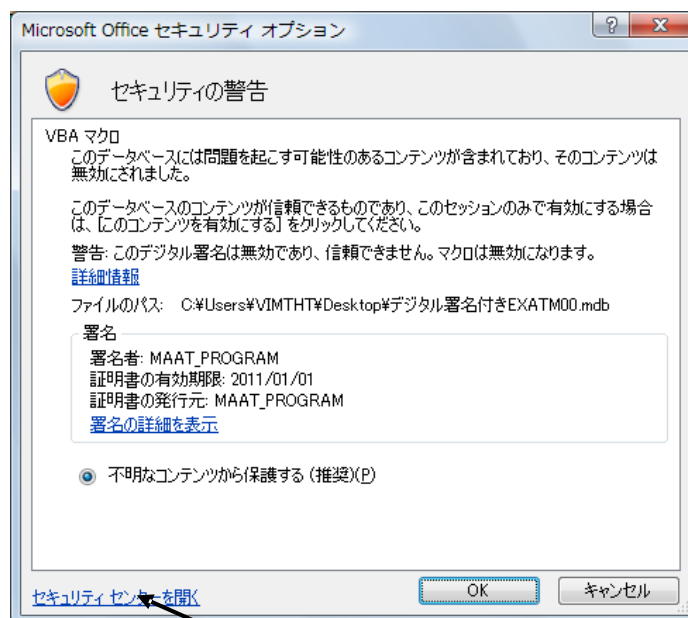 Microsoft Office セキュリティ オプション
セキュリティの警告
VBA マクロ
このデータベースには問題を起こす可能性のあるコンテンツが含まれており、そのコンテンツは
無効にされました。
このデータベースのコンテンツが信頼できるものであり、このセッションのみで有効にする場合
は、[このコンテンツを有効にする] をクリックしてください。
警告: このデジタル署名は無効であり、信頼できません。マクロは無効になります。
詳細情報
ファイルのパス: C:¥Users¥VIMTHT¥Desktop¥デジタル署名付きEXATM00.mdb
署名
署名者: MAAT_PROGRAM
証明書の有効期限: 2011/01/01
証明書の発行元: MAAT_PROGRAM
署名の詳細を表示
不明なコンテンツから保護する (推奨)(P)
セキュリティ センターを開く
OK
キャンセル